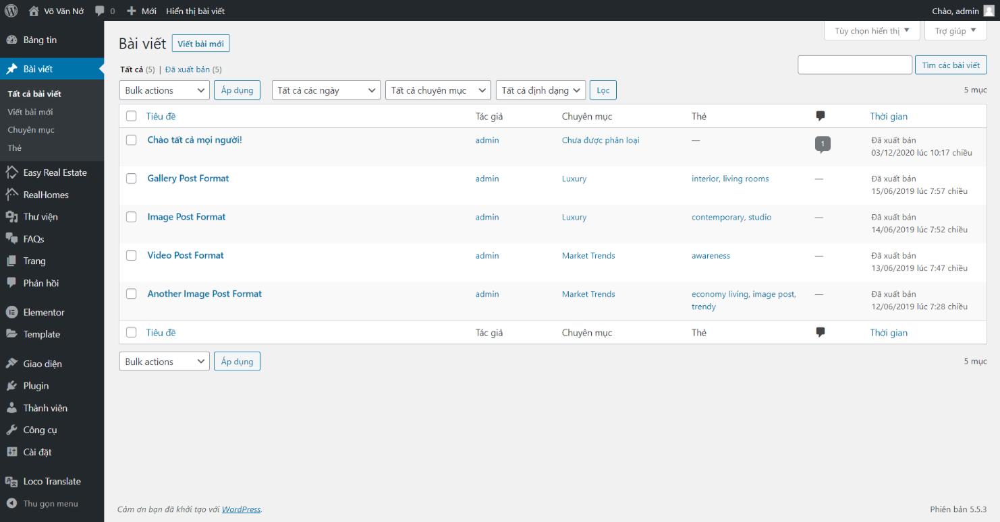 Võ Văn Nở 0 Mới Hiển thị bài viết Chào, admin
Tùy chọn hiển thị Trợ giúp
Bảng tin
Bài viết
Tất cả bài viết
Viết bài mới
Chuyên mục
Thẻ
Easy Real Estate
RealHomes
Thư viện
FAQs
Trang
Phản hồi
Elementor
Template
Giao diện
Plugin
Thành viên
Công cụ
Cài đặt
Loco Translate
Thu gọn menu
Bài viết Viết bài mới
Tất cả (5) | Đã xuất bản (5)
Tìm các bài viết
Bulk actions Áp dụng Tất cả các ngày Tất cả chuyên mục Tất cả định dạng Lọc 5 mục
Tiêu đề Tác giả Chuyên mục Thẻ Thời gian
Chào tất cả mọi người! admin Chưa được phân loại — 1 Đã xuất bản
03/12/2020 lúc 10:17 chiều
Gallery Post Format admin Luxury interior, living rooms — Đã xuất bản
15/06/2019 lúc 7:57 chiều
Image Post Format admin Luxury contemporary, studio — Đã xuất bản
14/06/2019 lúc 7:52 chiều
Video Post Format admin Market Trends awareness — Đã xuất bản
13/06/2019 lúc 7:47 chiều
Another Image Post Format admin Market Trends economy living, image post, — Đã xuất bản
trendy 12/06/2019 lúc 7:28 chiều
Tiêu đề Tác giả Chuyên mục Thẻ Thời gian
Bulk actions Áp dụng 5 mục
Cảm ơn bạn đã khởi tạo với WordPress. Phiên bản 5.5.3